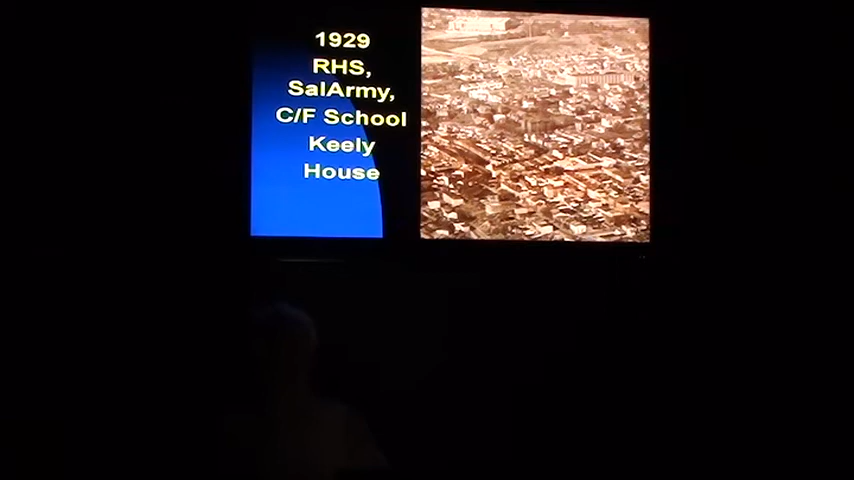 1929
RHS,
SalArmy,
C/F School
Keely
House